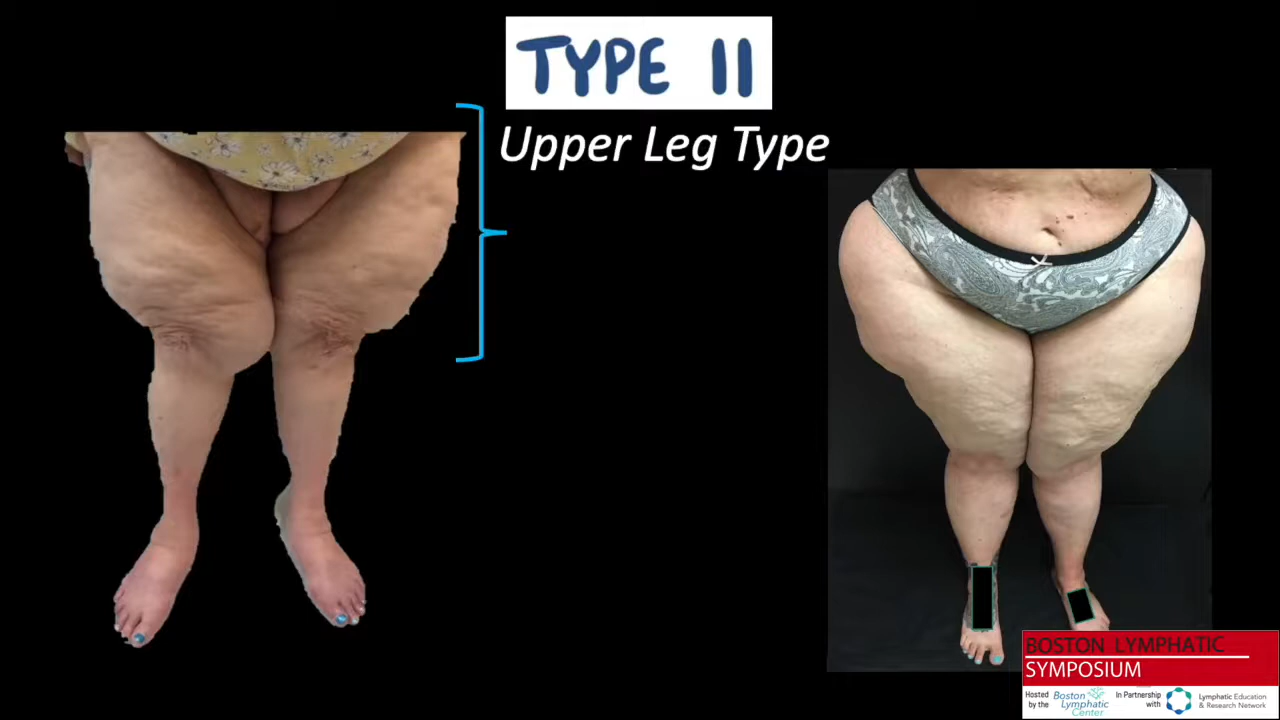 TYPE II
Upper Leg Type
BOSTON LYMPHATIC
SYMPOSIUM
Hosted
by the
Boston
Lymphatic
Center
In Partnership
with
Lymphatic Education
& Research Network